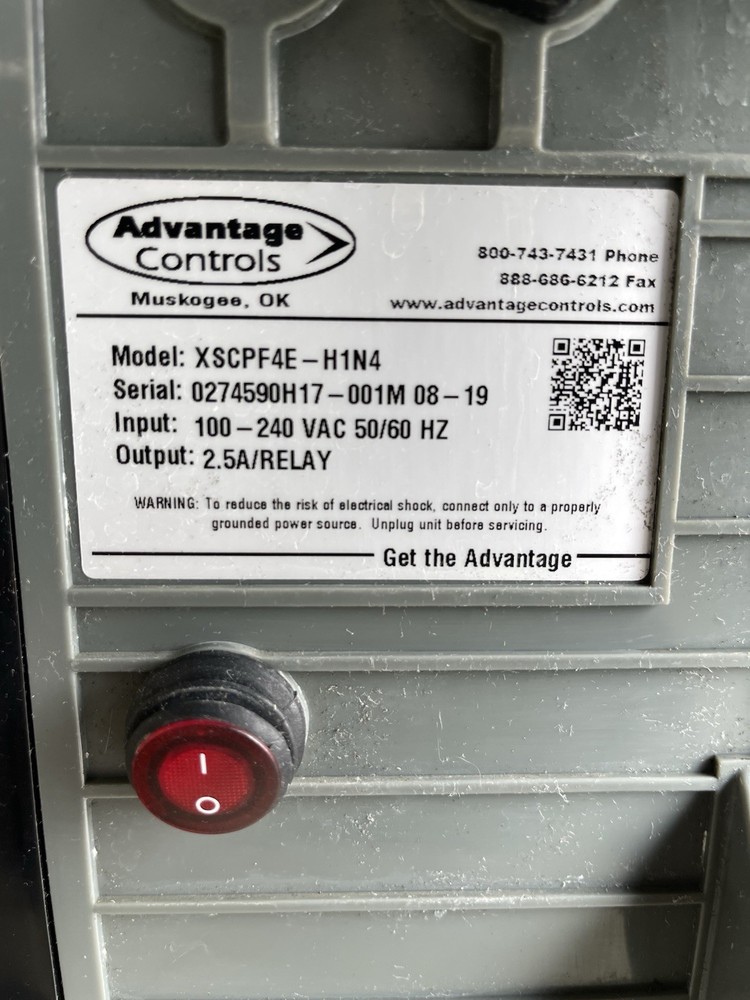 Advantage
Controls
Muskogee, OK
800-743-7431 Phone
888-686-6212 Fax
www.advantagecontrols.com
Model: XSCPF4E-H1N4
Serial: 0274590H17-001M 08-19
Input: 100-240 VAC 50/60 HZ
Output: 2.5A/RELAY
WARNING: To reduce the risk of electrical shock, connect only to a properly
grounded power source. Unplug unit before servicing.
Get the Advantage
I
O